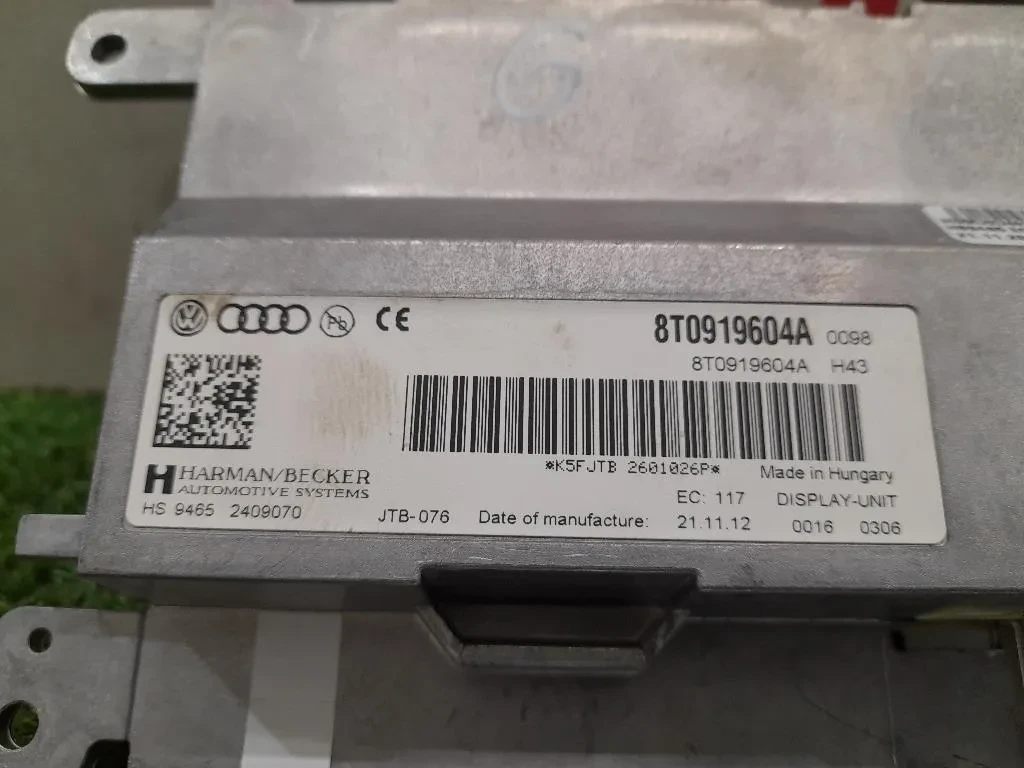 8T0919604A 0098
8T0919604A H43
Pb CE
*K5FJTB 2601026P*
Made in Hungary
HARMAN/BECKER
AUTOMOTIVE SYSTEMS
EC: 117 DISPLAY-UNIT
HS 9465 2409070 JTB-076 Date of manufacture: 21.11.12 0016 0306